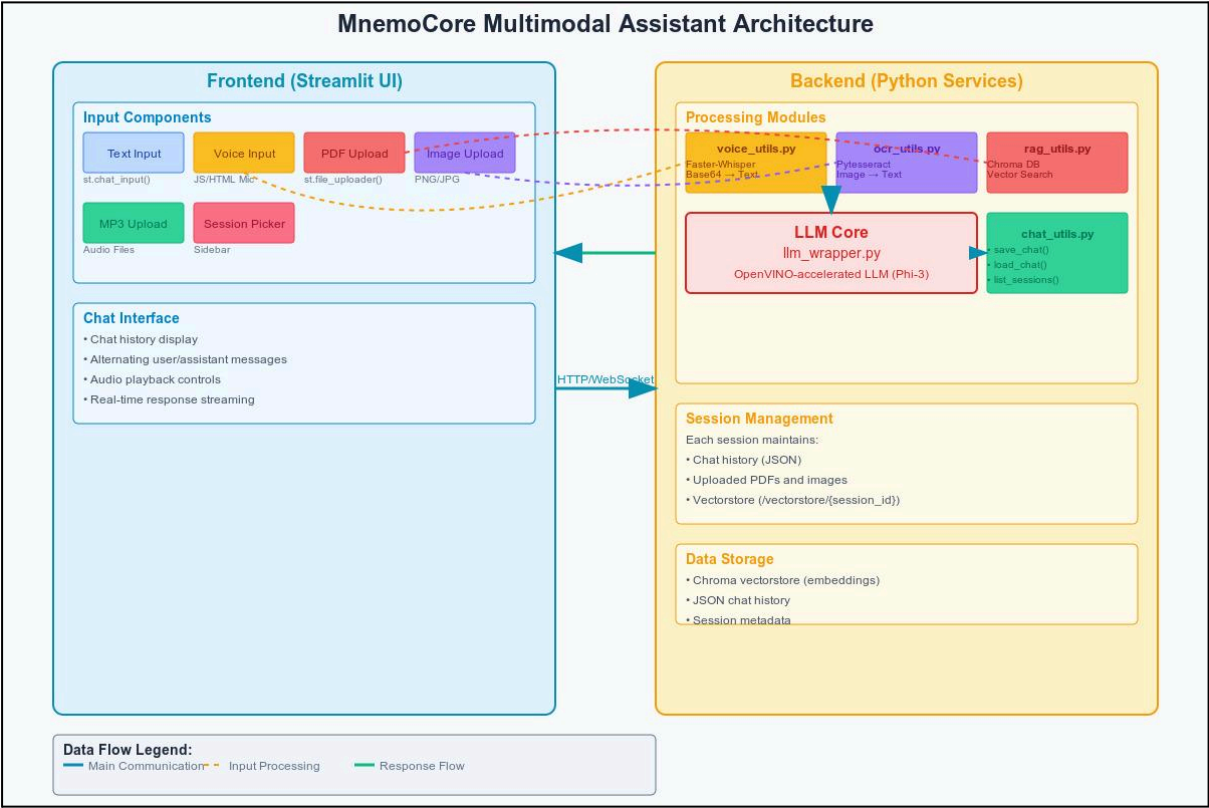 MnemoCore Multimodal Assistant Architecture
Frontend (Streamlit UI)
Input Components
Text Input
Voice Input
PDF Upload
Image Upload
st.chat_input()
JS/HTML Mic
st.file_uploader()
PNG/JPG
MP3 Upload
Session Picker
Audio Files
Sidebar
Chat Interface
• Chat history display
• Alternating user/assistant messages
• Audio playback controls
• Real-time response streaming
HTTP/WebSocket
Backend (Python Services)
Processing Modules
voice_utils.py
Faster-Whisper
Base64 → Text
ocr_utils.py
Pytesseract
Image → Text
rag_utils.py
Chroma DB
Vector Search
LLM Core
llm_wrapper.py
OpenVINO-accelerated LLM (Phi-3)
chat_utils.py
• save_chat()
• load_chat()
• list_sessions()
Session Management
Each session maintains:
• Chat history (JSON)
• Uploaded PDFs and images
• Vectorstore (/vectorstore/{session_id})
Data Storage
• Chroma vectorstore (embeddings)
• JSON chat history
• Session metadata
Data Flow Legend:
Main Communication
Input Processing
Response Flow